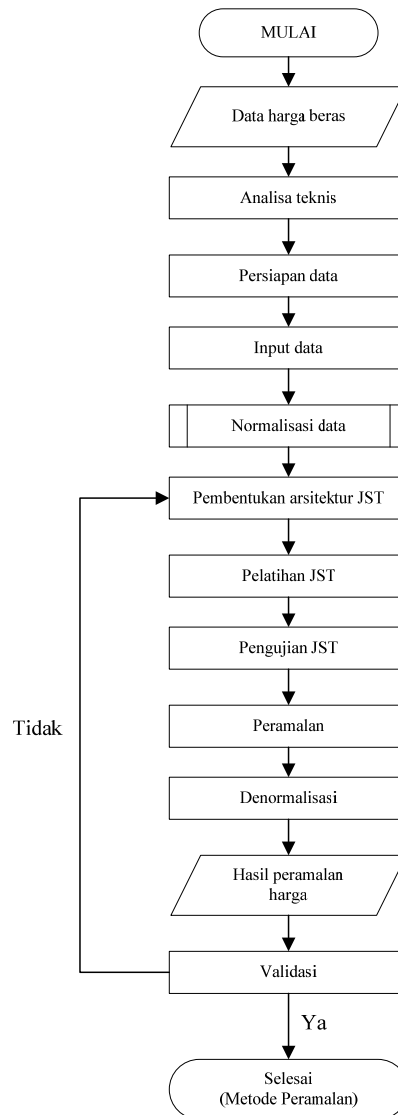 MULAI
Data harga beras
Analisa teknis
Persiapan data
Input data
Normalisasi data
Pembentukan arsitektur JST
Pelatihan JST
Pengujian JST
Tidak
Peramalan
Denormalisasi
Hasil peramalan
harga
Validasi
Ya
Selesai
(Metode Peramalan)